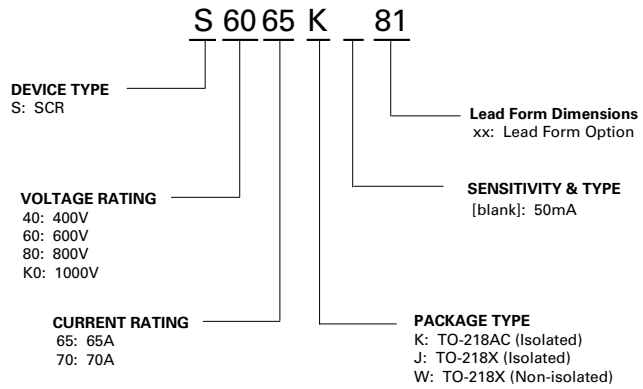 S 60 65 K _ 81
DEVICE TYPE
S: SCR
Lead Form Dimensions
xx: Lead Form Option
VOLTAGE RATING
40: 400V
60: 600V
80: 800V
K0: 1000V
SENSITIVITY & TYPE
[blank]: 50mA
CURRENT RATING
65: 65A
70: 70A
PACKAGE TYPE
K: TO-218AC (Isolated)
J: TO-218X (Isolated)
W: TO-218X (Non-isolated)